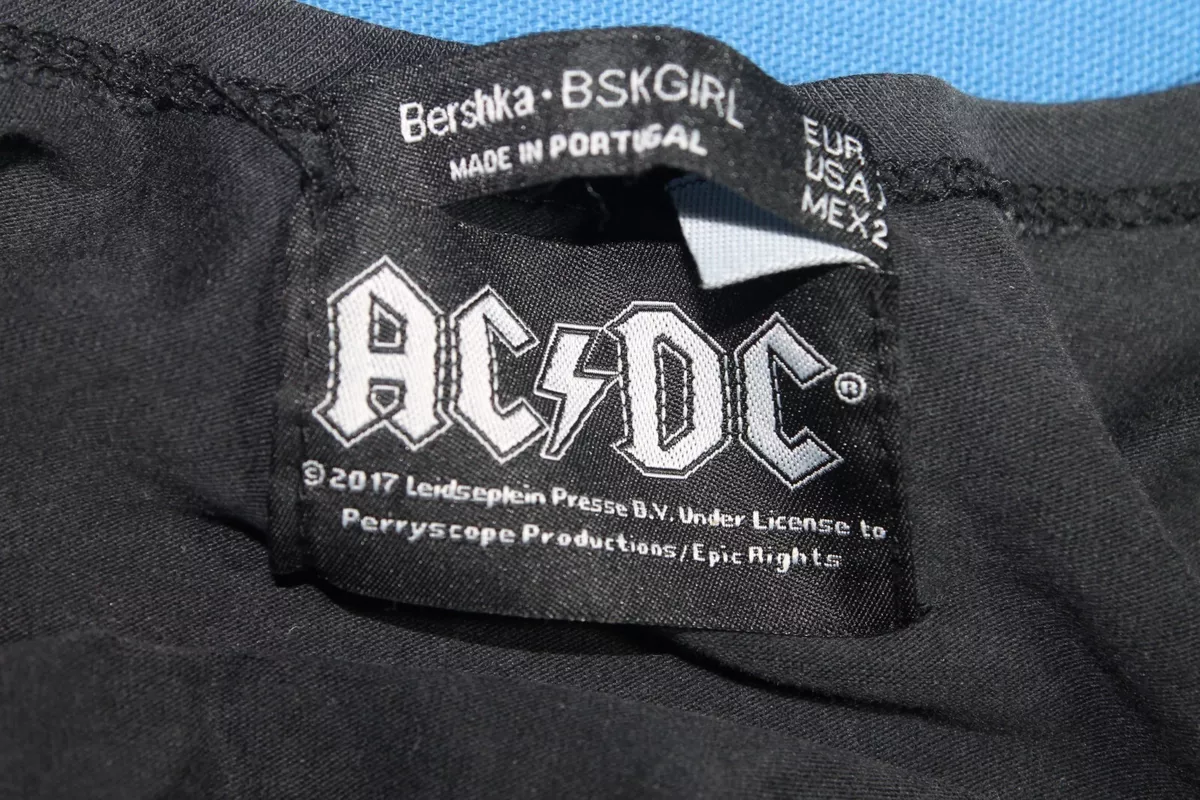 Bershka · BSKGIRL
MADE IN PORTUGAL
EUR
USA
MEX 2
AC⚡DC®
©2017 Leidseplein Presse B.V. Under License to
Perryscope Productions/Epic Rights